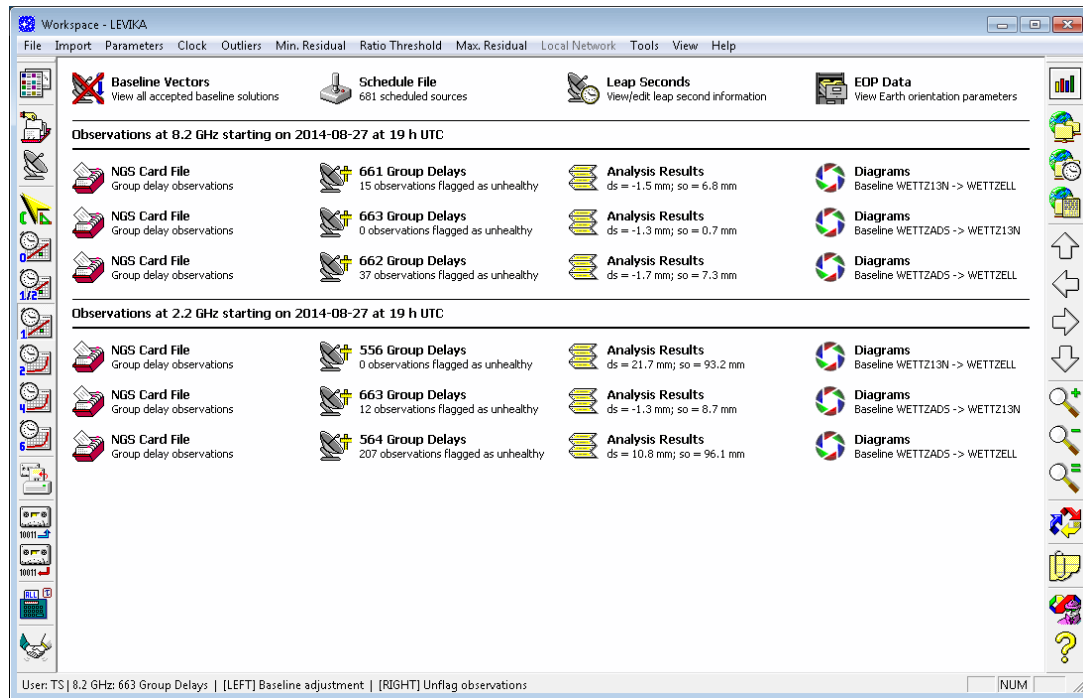 Workspace - LEVIKA
File Import Parameters Clock Outliers Min. Residual Ratio Threshold Max. Residual Local Network Tools View Help
Baseline Vectors Schedule File Leap Seconds EOP Data
View all accepted baseline solutions 681 scheduled sources View/edit leap second information View Earth orientation parameters
Observations at 8.2 GHz starting on 2014-08-27 at 19 h UTC
NGS Card File 661 Group Delays Analysis Results Diagrams
Group delay observations 15 observations flagged as unhealthy ds = -1.5 mm; so = 6.8 mm Baseline WETTZ13N -> WETTZELL
NGS Card File 663 Group Delays Analysis Results Diagrams
Group delay observations 0 observations flagged as unhealthy ds = -1.3 mm; so = 0.7 mm Baseline WETTZADS -> WETTZ13N
NGS Card File 662 Group Delays Analysis Results Diagrams
Group delay observations 37 observations flagged as unhealthy ds = -1.7 mm; so = 7.3 mm Baseline WETTZADS -> WETTZELL
Observations at 2.2 GHz starting on 2014-08-27 at 19 h UTC
NGS Card File 556 Group Delays Analysis Results Diagrams
Group delay observations 0 observations flagged as unhealthy ds = 21.7 mm; so = 93.2 mm Baseline WETTZ13N -> WETTZELL
NGS Card File 663 Group Delays Analysis Results Diagrams
Group delay observations 12 observations flagged as unhealthy ds = -1.3 mm; so = 8.7 mm Baseline WETTZADS -> WETTZ13N
NGS Card File 564 Group Delays Analysis Results Diagrams
Group delay observations 207 observations flagged as unhealthy ds = 10.8 mm; so = 96.1 mm Baseline WETTZADS -> WETTZELL
0
1/2
1
2
4
6
10011
10011
ALL
User: TS | 8.2 GHz: 663 Group Delays | [LEFT] Baseline adjustment | [RIGHT] Unflag observations NUM